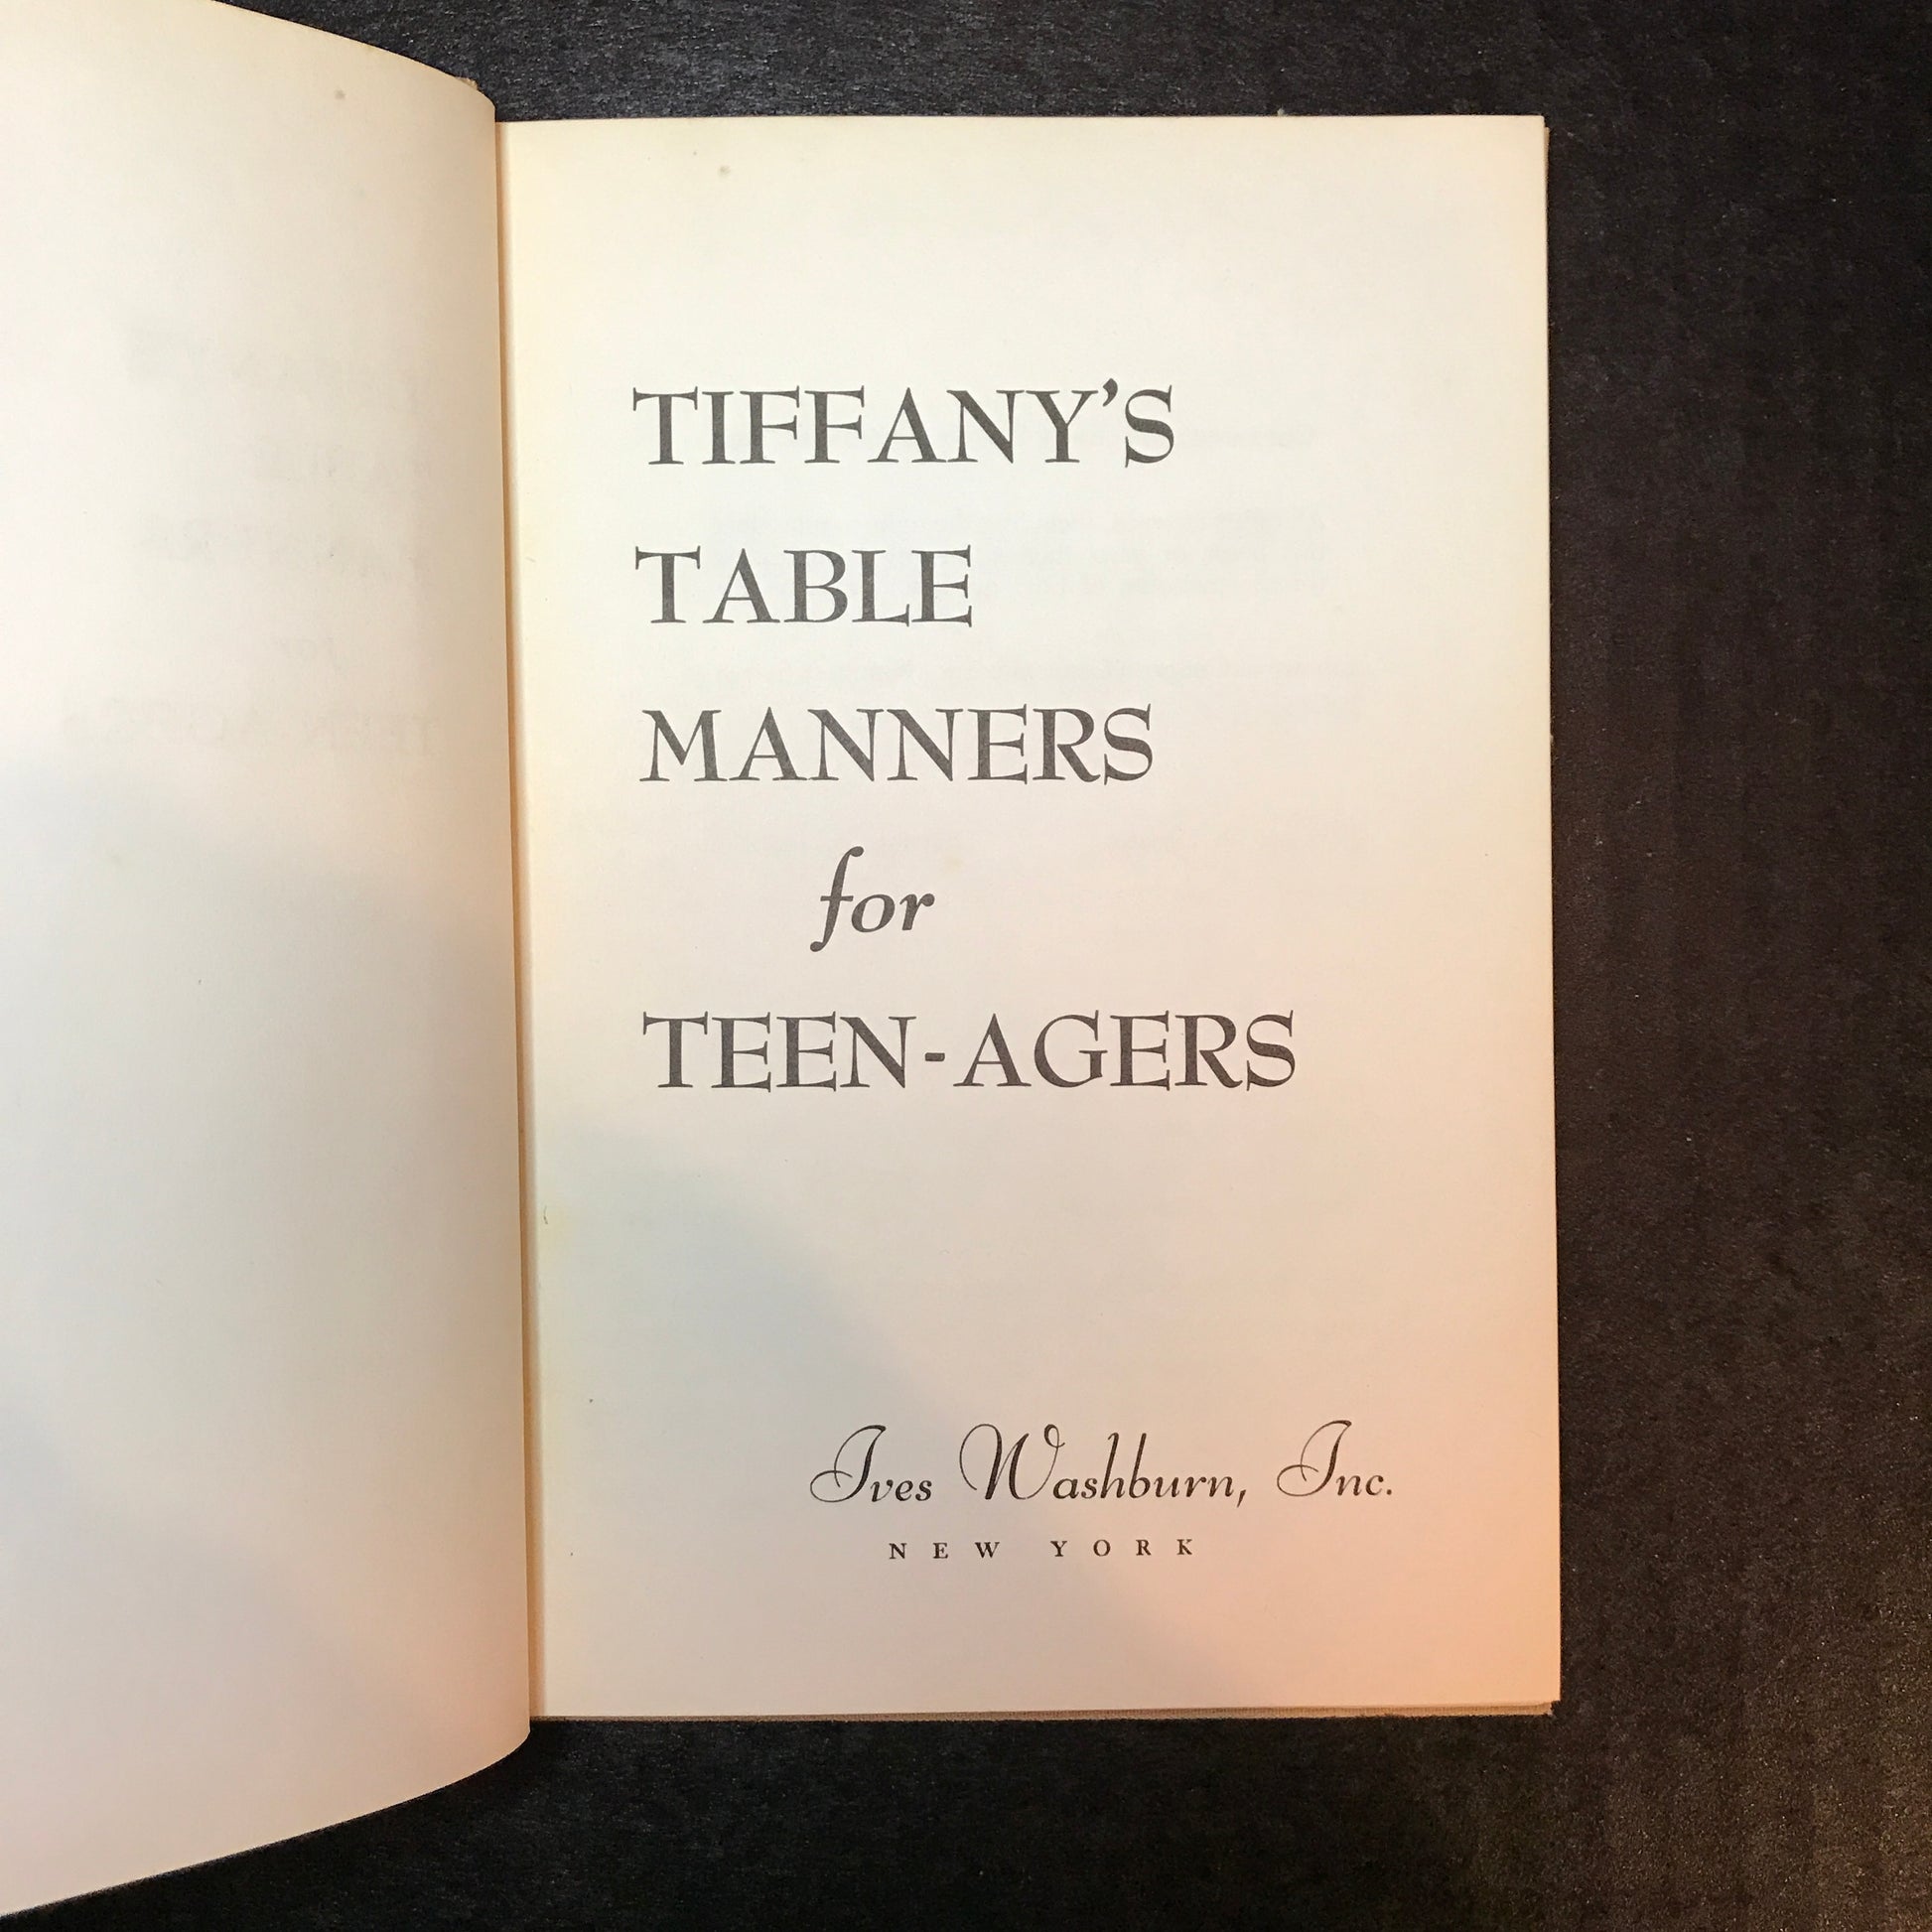 TIFFANY'S
TABLE
MANNERS
for
TEEN-AGERS
Ives Washburn, Inc.
NEW YORK